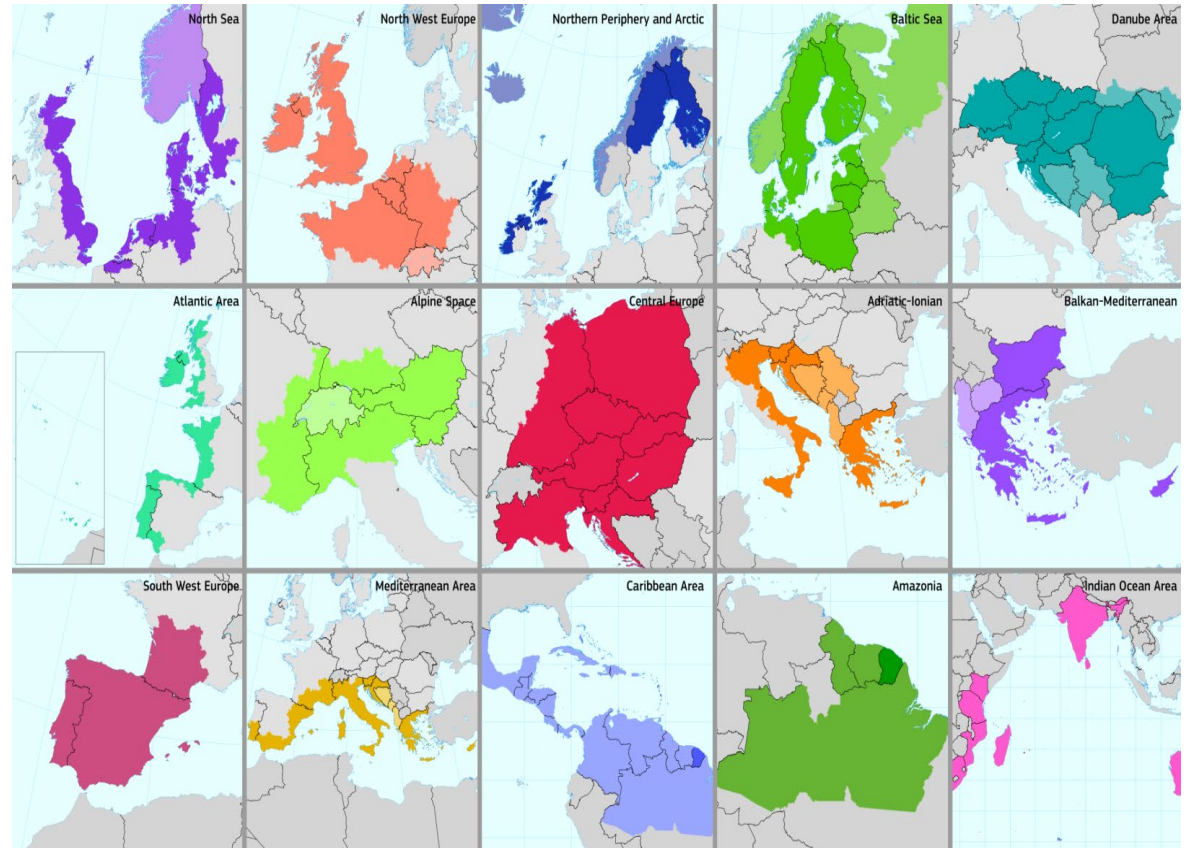 North Sea
North West Europe
Northern Periphery and Arctic
Baltic Sea
Danube Area
Atlantic Area
Alpine Space
Central Europe
Adriatic-Ionian
Balkan-Mediterranean
South West Europe
Mediterranean Area
Caribbean Area
Amazonia
Indian Ocean Area